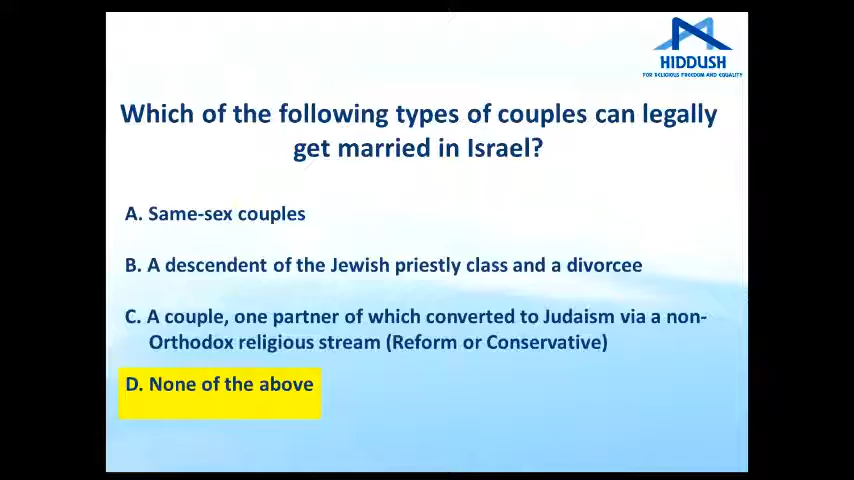 HIDDUSH
FOR RELIGIOUS FREEDOM AND EQUALITY
Which of the following types of couples can legally
get married in Israel?
A. Same-sex couples
B. A descendent of the Jewish priestly class and a divorcee
C. A couple, one partner of which converted to Judaism via a non-
Orthodox religious stream (Reform or Conservative)
D. None of the above